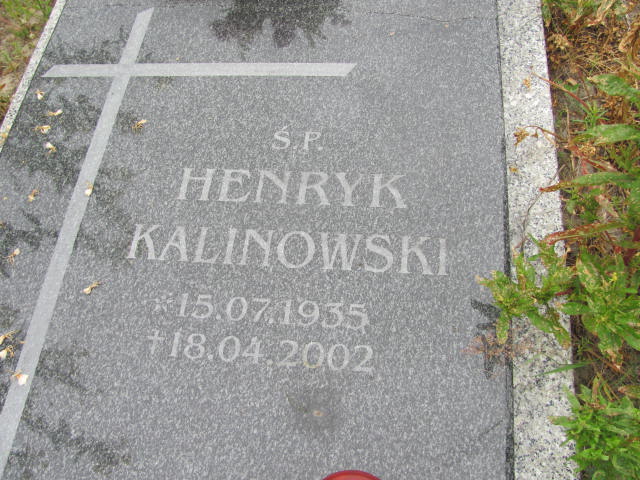 Ś.P.
HENRYK
KALINOWSKI
*15.07.1935
†18.04.2002